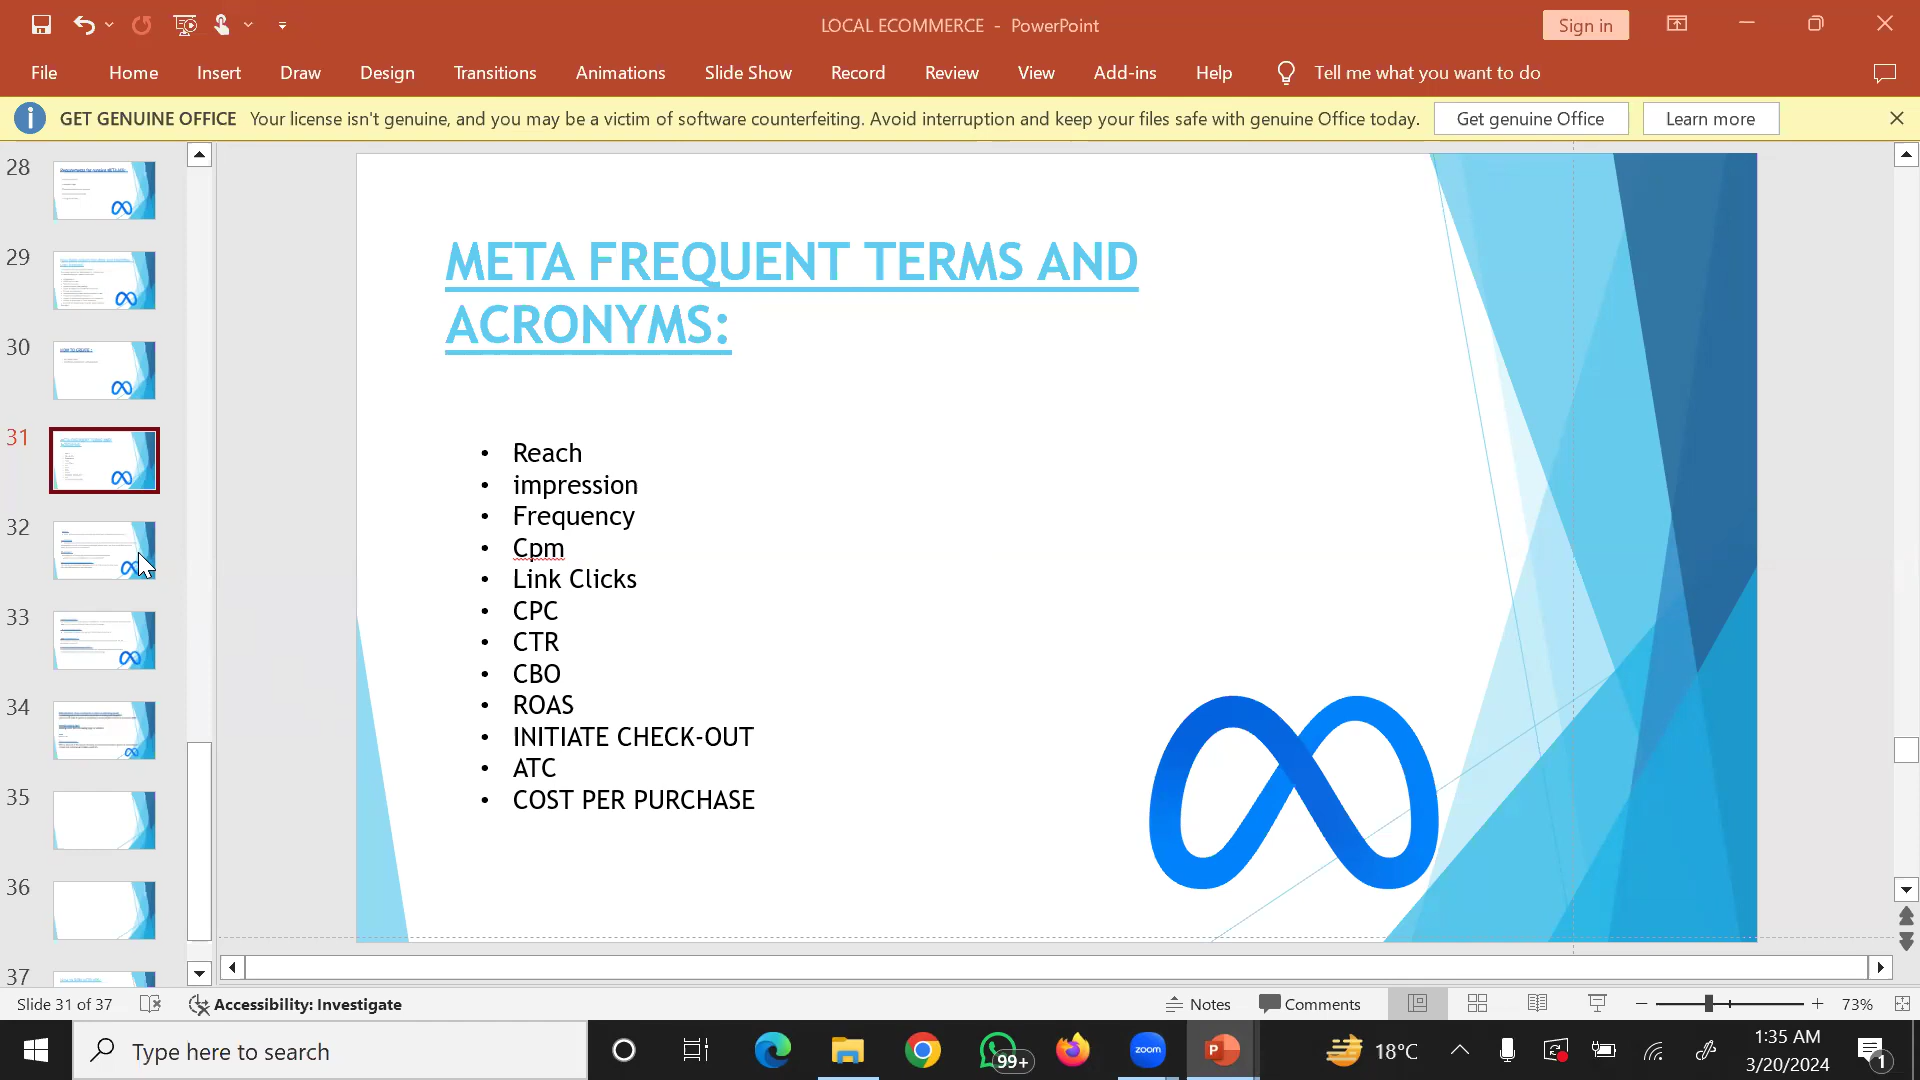 LOCAL ECOMMERCE - PowerPoint
Sign in
File Home Insert Draw Design Transitions Animations Slide Show Record Review View Add-ins Help Tell me what you want to do
GET GENUINE OFFICE Your license isn't genuine, and you may be a victim of software counterfeiting. Avoid interruption and keep your files safe with genuine Office today. Get genuine Office Learn more
28
29
30
31
32
33
34
35
36
37
META FREQUENT TERMS AND
ACRONYMS:
• Reach
• impression
• Frequency
• Cpm
• Link Clicks
• CPC
• CTR
• CBO
• ROAS
• INITIATE CHECK-OUT
• ATC
• COST PER PURCHASE
Slide 31 of 37 Accessibility: Investigate Notes Comments 73%
Type here to search
99+
zoom
18°C
1:35 AM
3/20/2024
1